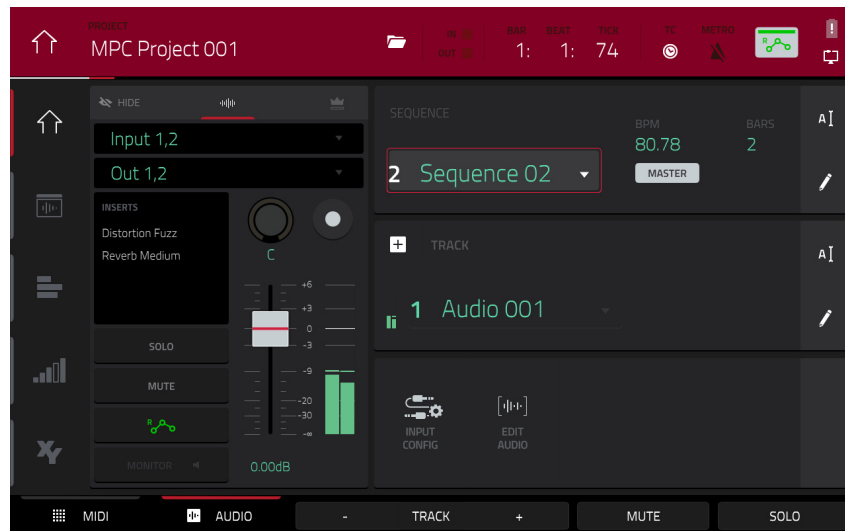 PROJECT
MPC Project 001
IN
OUT
BAR BEAT TICK
1: 1: 74
TC METRO
R
HIDE
Input 1,2
Out 1,2
INSERTS
Distortion Fuzz
Reverb Medium
C
+6
+3
0
-3
-9
-20
-30
-∞
SOLO
MUTE
R
MONITOR
0.00dB
SEQUENCE
2 Sequence 02
BPM
80.78
MASTER
BARS
2
A
TRACK
1 Audio 001
A
INPUT
CONFIG
EDIT
AUDIO
XY
MIDI AUDIO - TRACK + MUTE SOLO